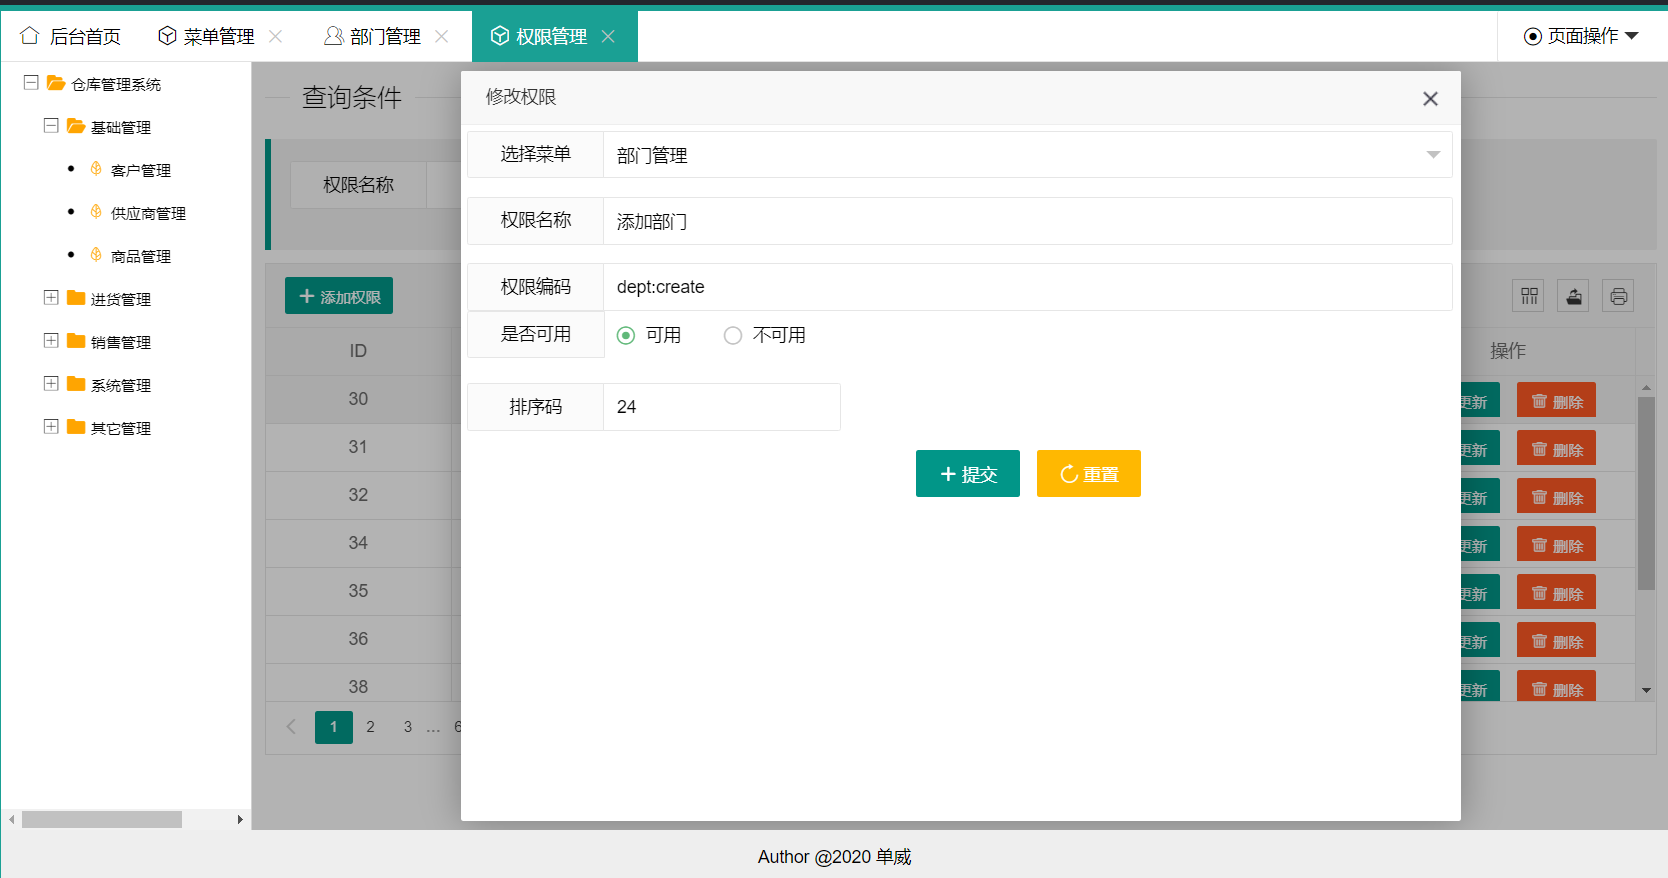 后台首页 菜单管理 部门管理 权限管理 页面操作
仓库管理系统
基础管理
客户管理
供应商管理
商品管理
进货管理
销售管理
系统管理
其它管理
查询条件
权限名称
添加权限
ID 操作
30 更新 删除
31 更新 删除
32 更新 删除
34 更新 删除
35 更新 删除
36 更新 删除
38 更新 删除
1 2 3 … 6
修改权限
选择菜单 部门管理
权限名称 添加部门
权限编码 dept:create
是否可用 可用 不可用
排序码 24
提交 重置
Author @2020 单威